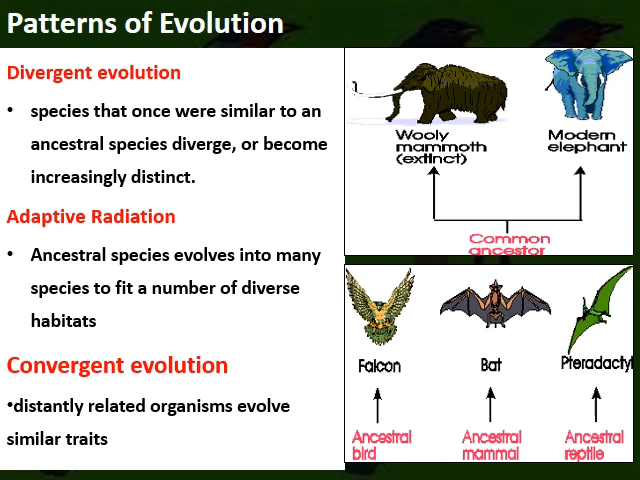 Patterns of Evolution
Divergent evolution
• species that once were similar to an
ancestral species diverge, or become
increasingly distinct.
Adaptive Radiation
• Ancestral species evolves into many
species to fit a number of diverse
habitats
Convergent evolution
•distantly related organisms evolve
similar traits
Wooly
mammoth
(extinct)
Modern
elephant
Common
ancestor
Falcon
Bat
Pteradactyl
Ancestral
bird
Ancestral
mammal
Ancestral
reptile